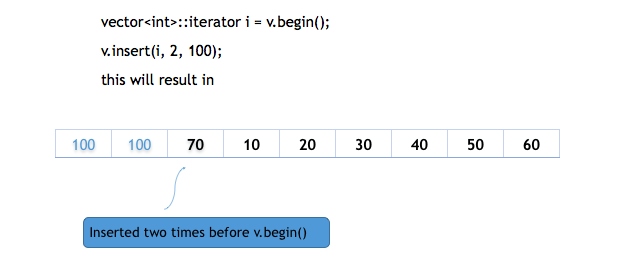 vector<int>::iterator i = v.begin();
v.insert(i, 2, 100);
this will result in
100 100 70 10 20 30 40 50 60
Inserted two times before v.begin()